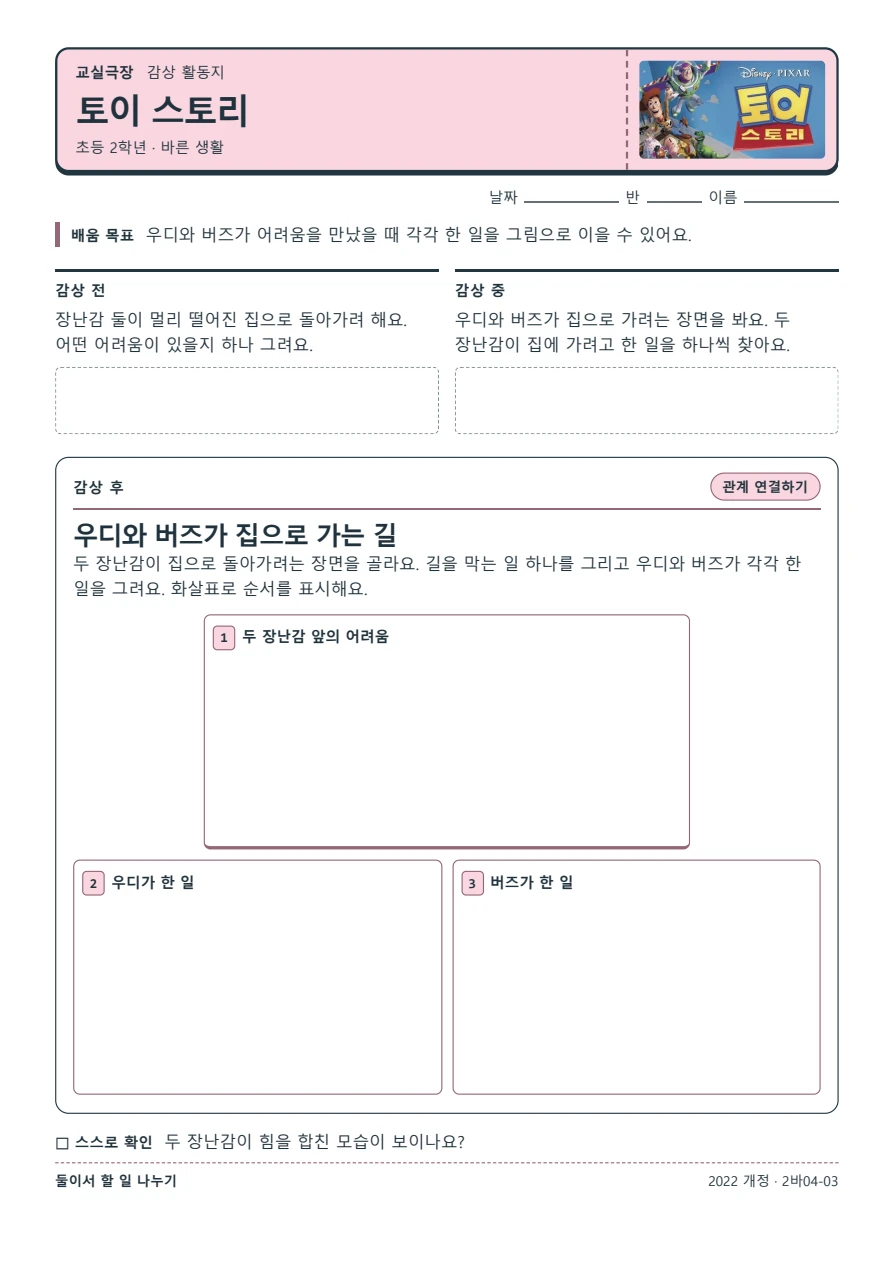 교실극장 감상 활동지
토이 스토리
초등 2학년 · 바른 생활
Disney · PIXAR
토이
스토리
날짜 반 이름
배움 목표 우디와 버즈가 어려움을 만났을 때 각각 한 일을 그림으로 이을 수 있어요.
감상 전
장난감 둘이 멀리 떨어진 집으로 돌아가려 해요.
어떤 어려움이 있을지 하나 그려요.
감상 중
우디와 버즈가 집으로 가려는 장면을 봐요. 두
장난감이 집에 가려고 한 일을 하나씩 찾아요.
감상 후
관계 연결하기
우디와 버즈가 집으로 가는 길
두 장난감이 집으로 돌아가려는 장면을 골라요. 길을 막는 일 하나를 그리고 우디와 버즈가 각각 한
일을 그려요. 화살표로 순서를 표시해요.
1 두 장난감 앞의 어려움
2 우디가 한 일
3 버즈가 한 일
스스로 확인 두 장난감이 힘을 합친 모습이 보이나요?
둘이서 할 일 나누기
2022 개정 · 2바04-03